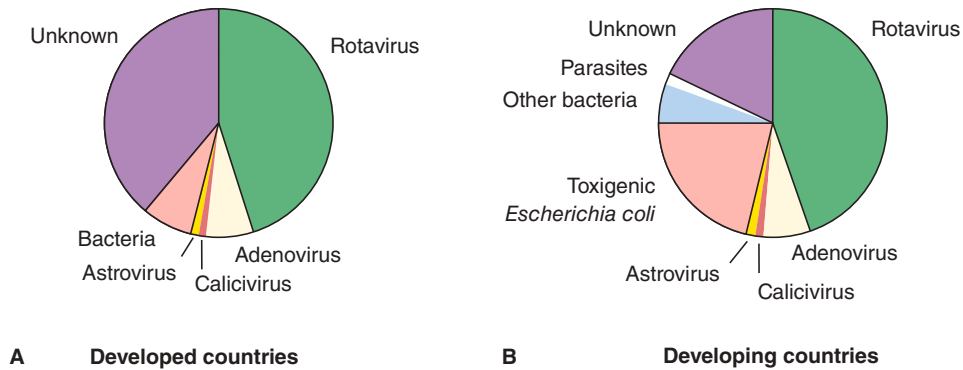 Unknown
Rotavirus
Bacteria
Astrovirus
Calicivirus
Adenovirus
A Developed countries
Unknown
Rotavirus
Parasites
Other bacteria
Toxigenic
Escherichia coli
Astrovirus
Calicivirus
Adenovirus
B Developing countries